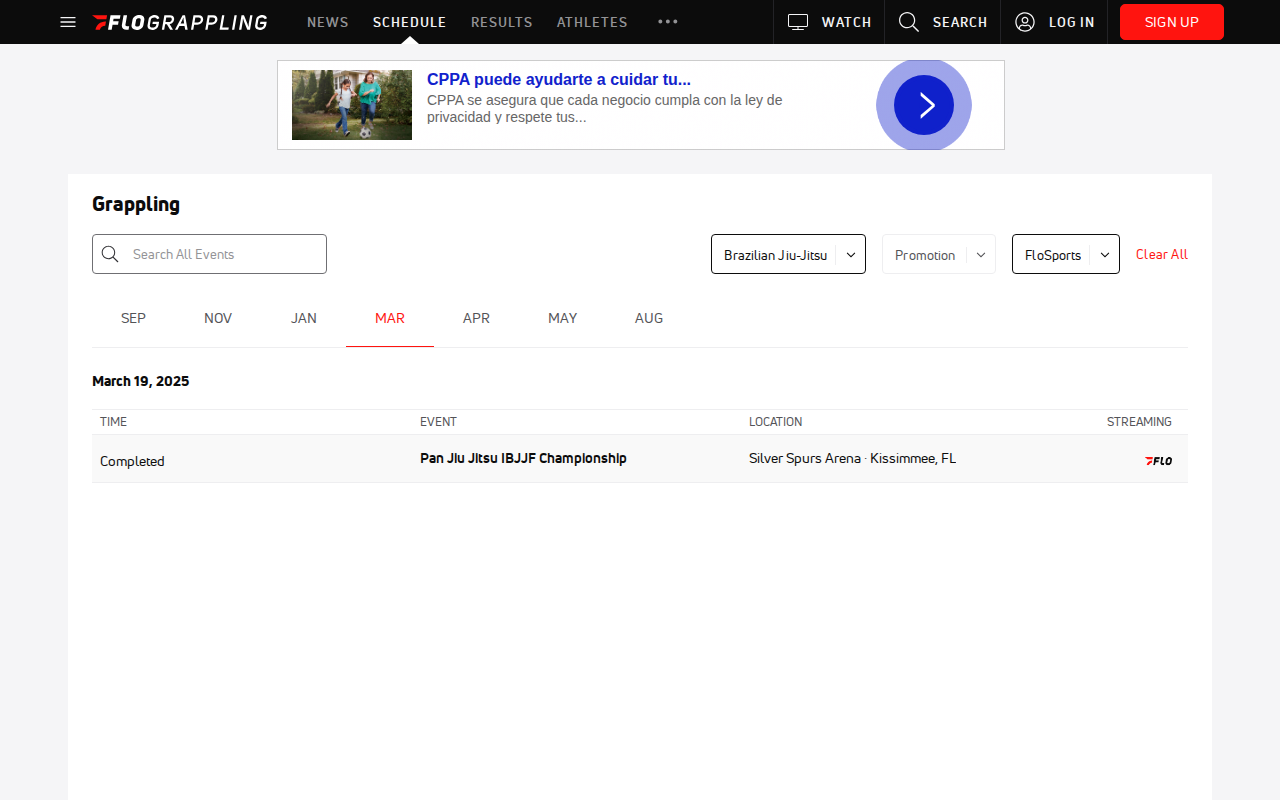 FLOGRAPPLING NEWS SCHEDULE RESULTS ATHLETES WATCH SEARCH LOG IN SIGN UP
CPPA puede ayudarte a cuidar tu...
CPPA se asegura que cada negocio cumpla con la ley de
privacidad y respete tus...
Grappling
Search All Events Brazilian Jiu-Jitsu Promotion FloSports Clear All
SEP NOV JAN MAR APR MAY AUG
March 19, 2025
TIME EVENT LOCATION STREAMING
Completed Pan Jiu Jitsu IBJJF Championship Silver Spurs Arena · Kissimmee, FL FLO